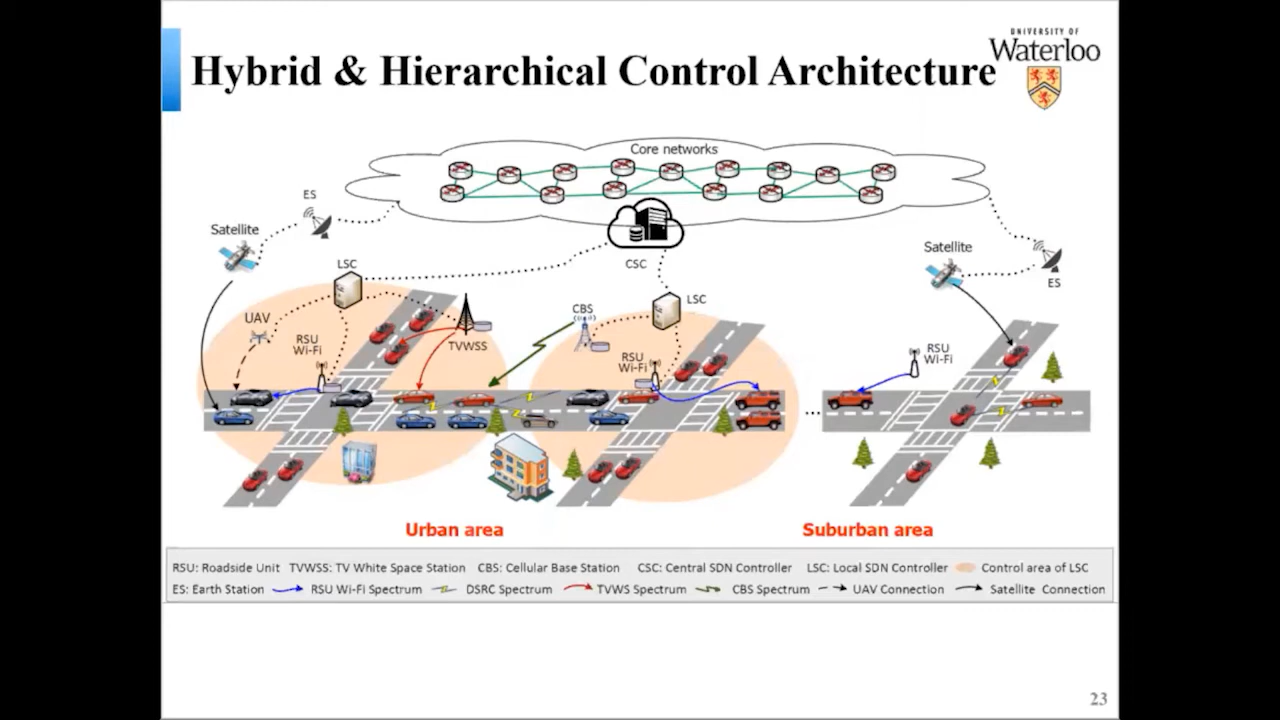 UNIVERSITY OF
Waterloo
Hybrid & Hierarchical Control Architecture
Core networks
ES
Satellite
CSC
Satellite
ES
LSC
LSC
UAV
RSU
Wi-Fi
TVWSS
CBS
RSU
Wi-Fi
RSU
Wi-Fi
...
Urban area
Suburban area
RSU: Roadside Unit TVWSS: TV White Space Station CBS: Cellular Base Station CSC: Central SDN Controller LSC: Local SDN Controller Control area of LSC
ES: Earth Station RSU Wi-Fi Spectrum DSRC Spectrum TVWS Spectrum CBS Spectrum UAV Connection Satellite Connection
23